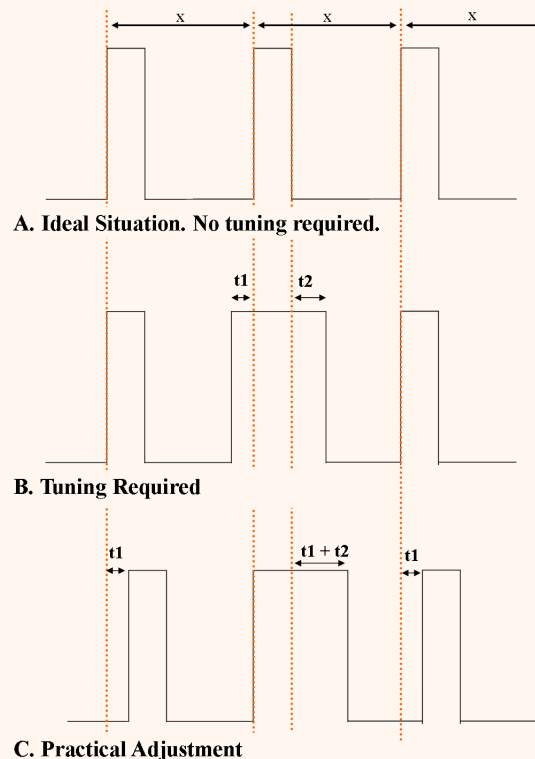 x x x
A. Ideal Situation. No tuning required.
t1 t2
B. Tuning Required
t1 t1 + t2 t1
C. Practical Adjustment